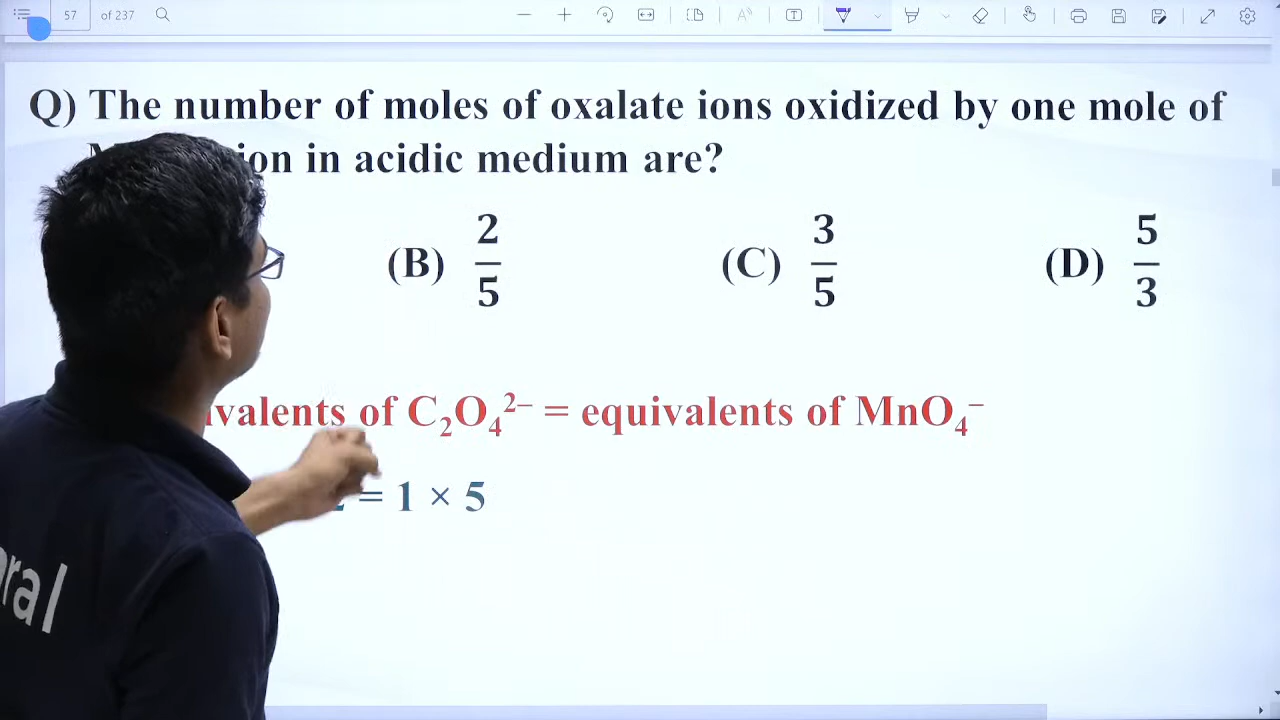 57 of 237
Q) The number of moles of oxalate ions oxidized by one mole of
ion in acidic medium are?
(B) 2/5 (C) 3/5 (D) 5/3
valents of C₂O₄²⁻ = equivalents of MnO₄⁻
= 1 × 5
ral